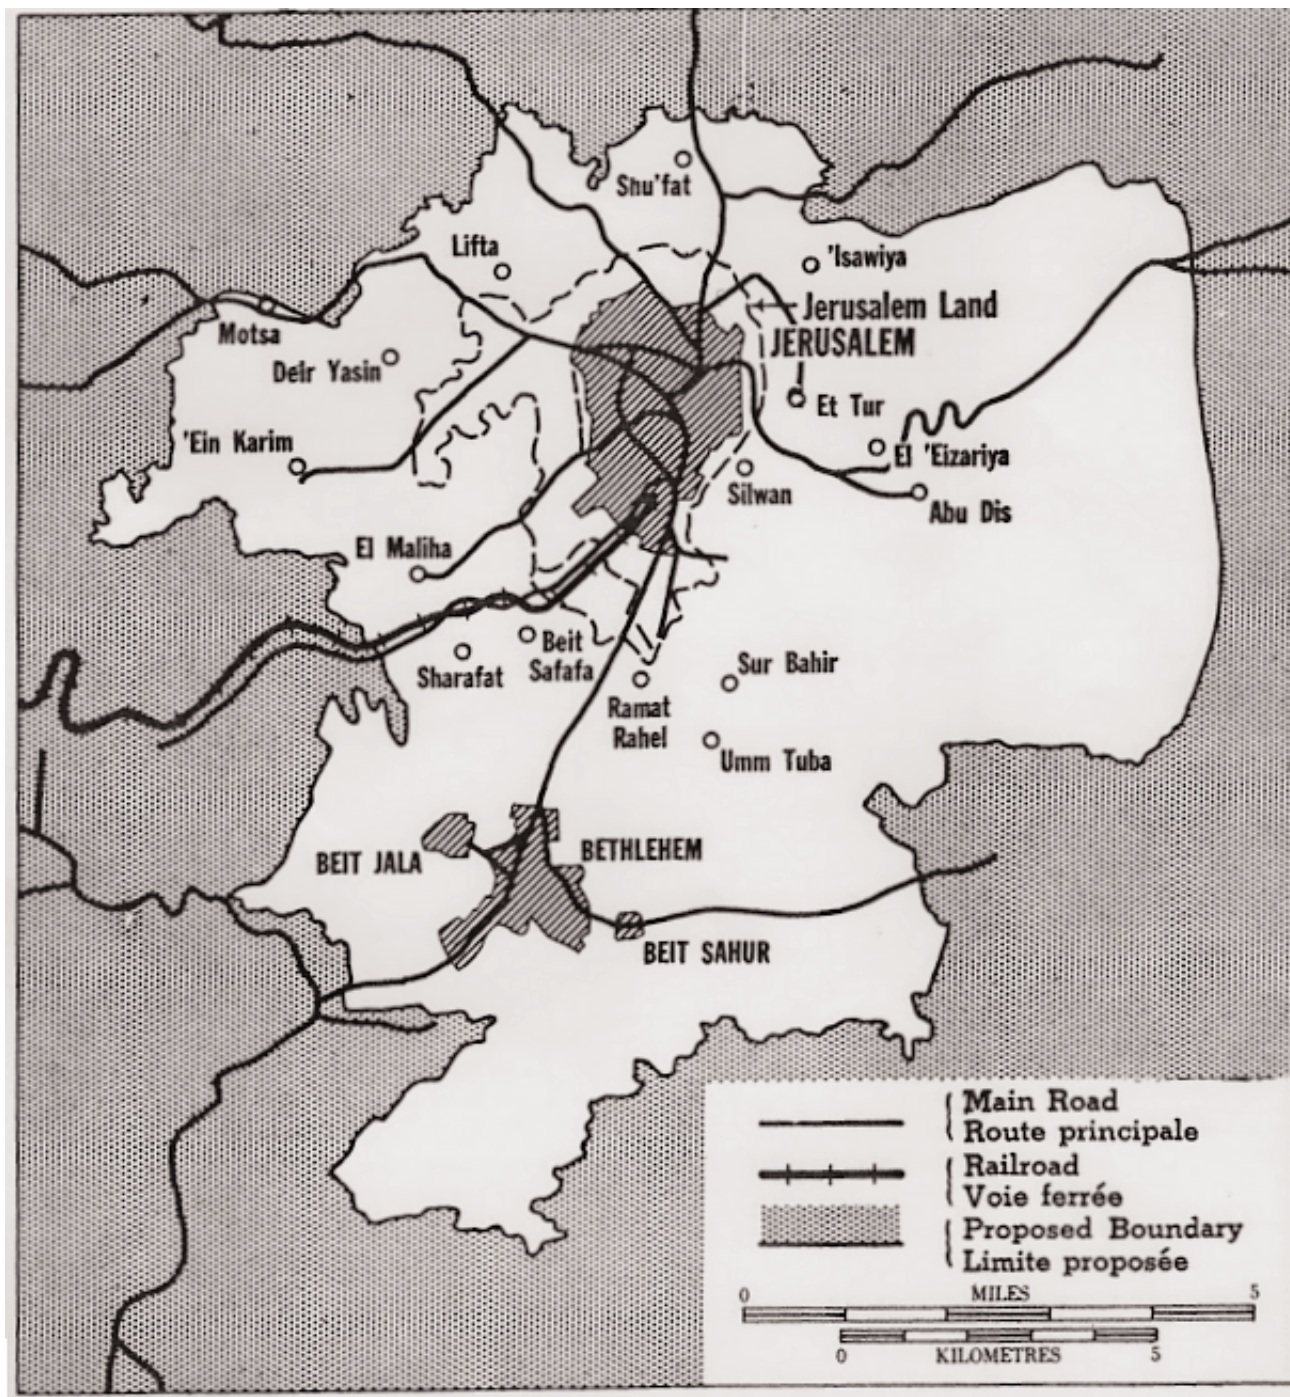 Shu'fat
Lifta
'Isawiya
Jerusalem Land
JERUSALEM
Motsa
Deir Yasin
Et Tur
'Ein Karim
El 'Eizariya
Silwan
Abu Dis
El Maliha
Beit
Safafa
Sharafat
Sur Bahir
Ramat
Rahel
Umm Tuba
BETHLEHEM
BEIT JALA
BEIT SAHUR
Main Road
Route principale
Railroad
Voie ferrée
Proposed Boundary
Limite proposée
0 MILES 5
0 KILOMETRES 5